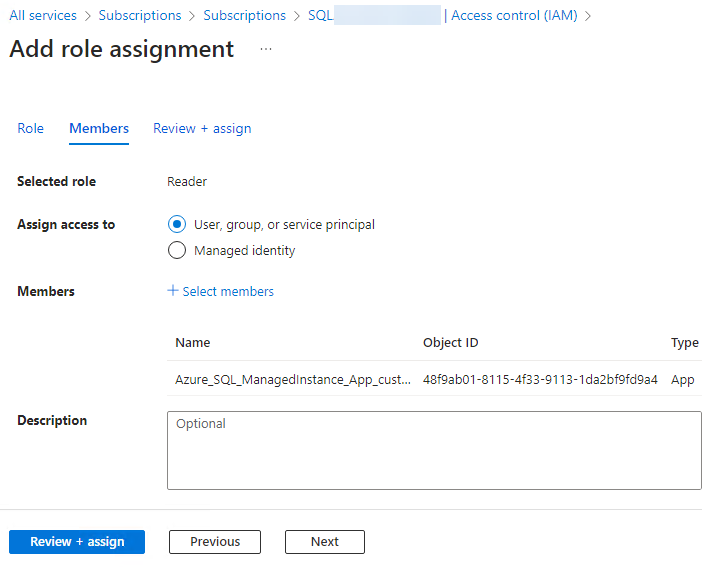 All services > Subscriptions > Subscriptions > SQL | Access control (IAM) >
Add role assignment ...
Role Members Review + assign
Selected role Reader
Assign access to User, group, or service principal
Managed identity
Members + Select members
Name Object ID Type
Azure_SQL_ManagedInstance_App_cust... 48f9ab01-8115-4f33-9113-1da2bf9fd9a4 App
Description Optional
Review + assign Previous Next